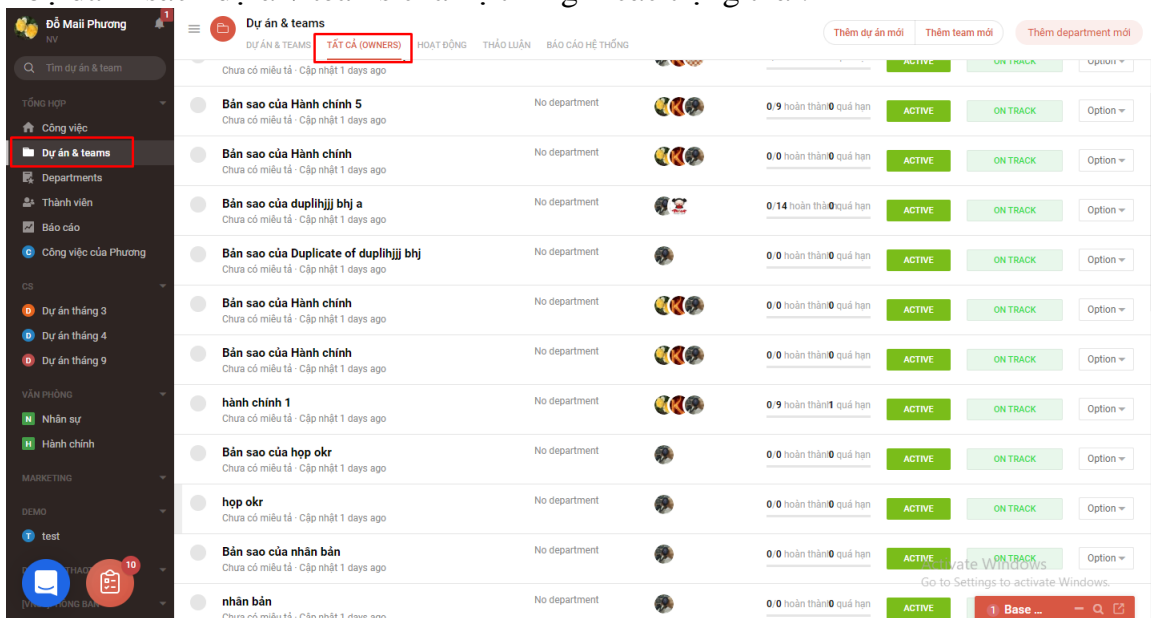 Đỗ Maii Phương
1
NV
Tìm dự án & team
TỔNG HỢP
Công việc
Dự án & teams
Departments
Thành viên
Báo cáo
C Công việc của Phương
CS
D Dự án tháng 3
D Dự án tháng 4
D Dự án tháng 9
VĂN PHÒNG
N Nhân sự
H Hành chính
MARKETING
DEMO
T test
10
Dự án & teams
DỰ ÁN & TEAMS TẤT CẢ (OWNERS) HOẠT ĐỘNG THẢO LUẬN BÁO CÁO HỆ THỐNG
Thêm dự án mới Thêm team mới Thêm department mới
Chưa có miêu tả · Cập nhật 1 days ago
ACTIVE ON TRACK Option
Bản sao của Hành chính 5 No department
Chưa có miêu tả · Cập nhật 1 days ago
0/9 hoàn thành 0 quá hạn ACTIVE ON TRACK Option
Bản sao của Hành chính No department
Chưa có miêu tả · Cập nhật 1 days ago
0/0 hoàn thành 0 quá hạn ACTIVE ON TRACK Option
Bản sao của duplihjjj bhj a No department
Chưa có miêu tả · Cập nhật 1 days ago
0/14 hoàn thành 0 quá hạn ACTIVE ON TRACK Option
Bản sao của Duplicate of duplihjjj bhj No department
Chưa có miêu tả · Cập nhật 1 days ago
0/0 hoàn thành 0 quá hạn ACTIVE ON TRACK Option
Bản sao của Hành chính No department
Chưa có miêu tả · Cập nhật 1 days ago
0/0 hoàn thành 0 quá hạn ACTIVE ON TRACK Option
Bản sao của Hành chính No department
Chưa có miêu tả · Cập nhật 1 days ago
0/0 hoàn thành 0 quá hạn ACTIVE ON TRACK Option
hành chính 1 No department
Chưa có miêu tả · Cập nhật 1 days ago
0/9 hoàn thành 1 quá hạn ACTIVE ON TRACK Option
Bản sao của họp okr No department
Chưa có miêu tả · Cập nhật 1 days ago
0/0 hoàn thành 0 quá hạn ACTIVE ON TRACK Option
họp okr No department
Chưa có miêu tả · Cập nhật 1 days ago
0/0 hoàn thành 0 quá hạn ACTIVE ON TRACK Option
Bản sao của nhân bản No department
Chưa có miêu tả · Cập nhật 1 days ago
0/0 hoàn thành 0 quá hạn ACTIVE ON TRACK Option
Activate Windows
Go to Settings to activate Windows.
nhân bản No department
Chưa có miêu tả · Cập nhật 1 days ago
0/0 hoàn thành 0 quá hạn ACTIVE
1 Base ...